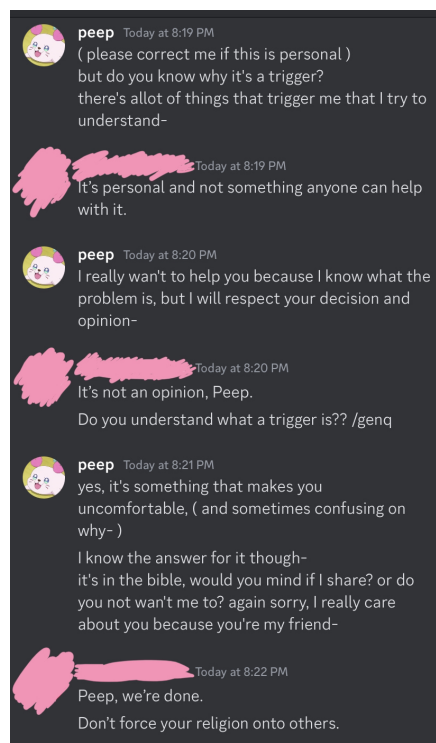 peep Today at 8:19 PM
( please correct me if this is personal )
but do you know why it's a trigger?
there's allot of things that trigger me that I try to
understand-
Today at 8:19 PM
It's personal and not something anyone can help
with it.
peep Today at 8:20 PM
I really wan't to help you because I know what the
problem is, but I will respect your decision and
opinion-
Today at 8:20 PM
It's not an opinion, Peep.
Do you understand what a trigger is?? /genq
peep Today at 8:21 PM
yes, it's something that makes you
uncomfortable, ( and sometimes confusing on
why- )
I know the answer for it though-
it's in the bible, would you mind if I share? or do
you not wan't me to? again sorry, I really care
about you because you're my friend-
Today at 8:22 PM
Peep, we're done.
Don't force your religion onto others.